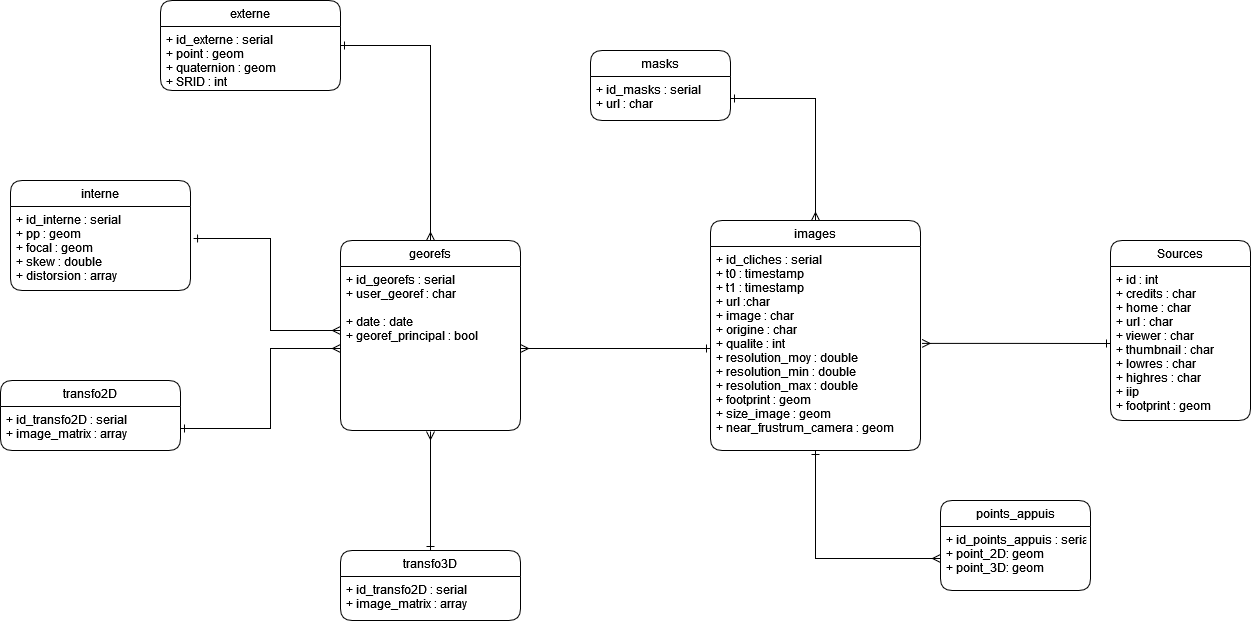 externe
+ id_externe : serial
+ point : geom
+ quaternion : geom
+ SRID : int
masks
+ id_masks : serial
+ url : char
interne
+ id_interne : serial
+ pp : geom
+ focal : geom
+ skew : double
+ distorsion : array
georefs
+ id_georefs : serial
+ user_georef : char
+ date : date
+ georef_principal : bool
images
+ id_cliches : serial
+ t0 : timestamp
+ t1 : timestamp
+ url :char
+ image : char
+ origine : char
+ qualite : int
+ resolution_moy : double
+ resolution_min : double
+ resolution_max : double
+ footprint : geom
+ size_image : geom
+ near_frustrum_camera : geom
Sources
+ id : int
+ credits : char
+ home : char
+ url : char
+ viewer : char
+ thumbnail : char
+ lowres : char
+ highres : char
+ iip
+ footprint : geom
transfo2D
+ id_transfo2D : serial
+ image_matrix : array
transfo3D
+ id_transfo2D : serial
+ image_matrix : array
points_appuis
+ id_points_appuis : seria
+ point_2D: geom
+ point_3D: geom